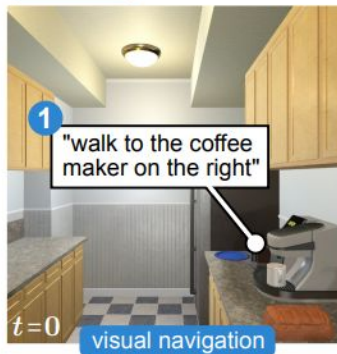 1
"walk to the coffee
maker on the right"
t=0
visual navigation